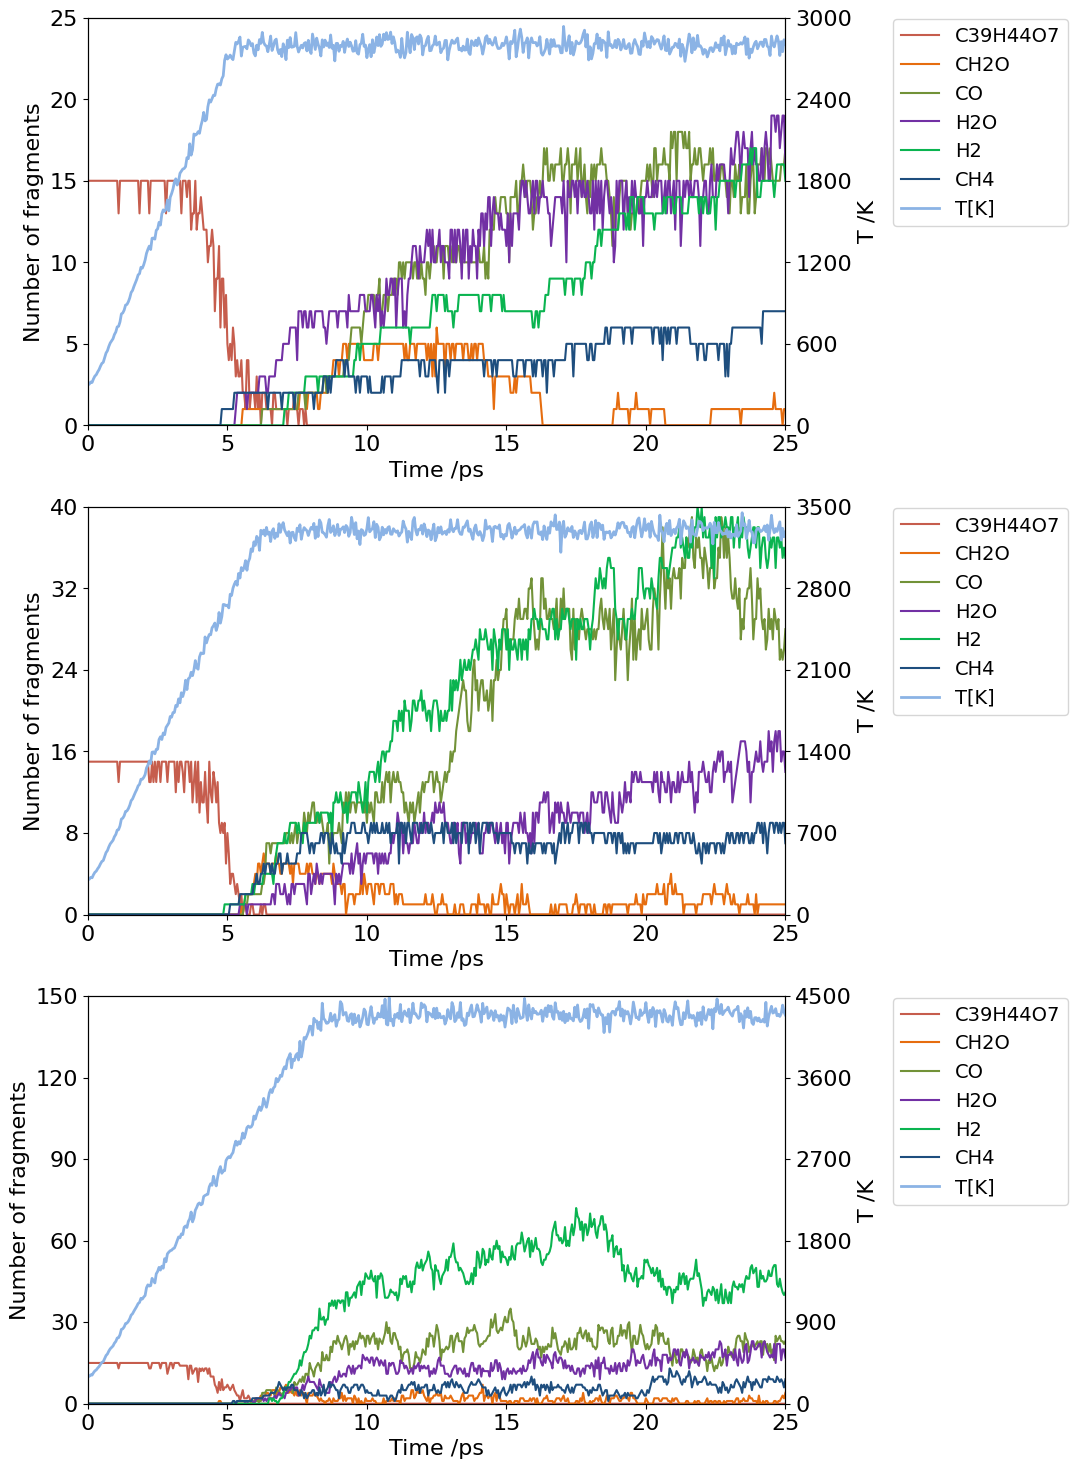 25
20
15
10
5
0
Number of fragments
3000
2400
1800
1200
600
0
T /K
0 5 10 15 20 25
Time /ps
C39H44O7
CH2O
CO
H2O
H2
CH4
T[K]
40
32
24
16
8
0
Number of fragments
3500
2800
2100
1400
700
0
T /K
0 5 10 15 20 25
Time /ps
C39H44O7
CH2O
CO
H2O
H2
CH4
T[K]
150
120
90
60
30
0
Number of fragments
4500
3600
2700
1800
900
0
T /K
0 5 10 15 20 25
Time /ps
C39H44O7
CH2O
CO
H2O
H2
CH4
T[K]